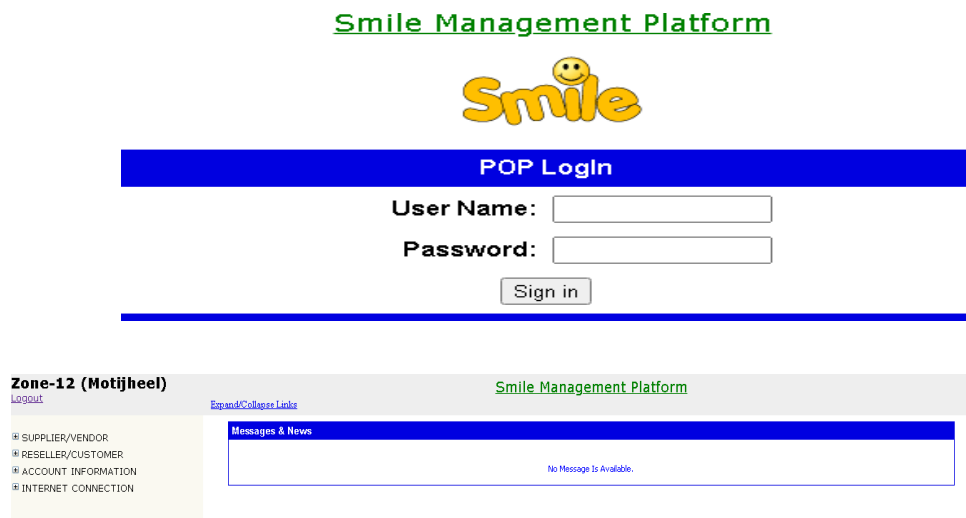 Smile Management Platform
Smile
POP LogIn
User Name:
Password:
Sign in
Zone-12 (Motijheel)
Smile Management Platform
Logout
Expand/Collapse Links
Messages & News
SUPPLIER/VENDOR
RESELLER/CUSTOMER
ACCOUNT INFORMATION
INTERNET CONNECTION
No Message Is Available.